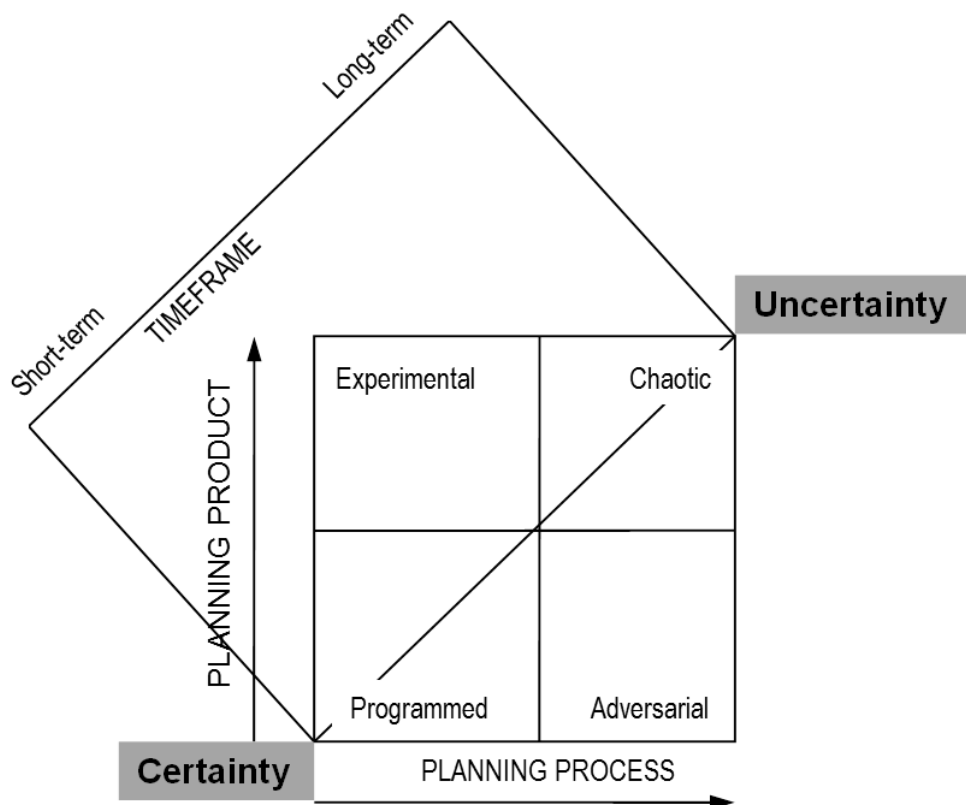 Long-term
TIMEFRAME
Short-term
Uncertainty
Experimental
Chaotic
PLANNING PRODUCT
Programmed
Adversarial
Certainty
PLANNING PROCESS